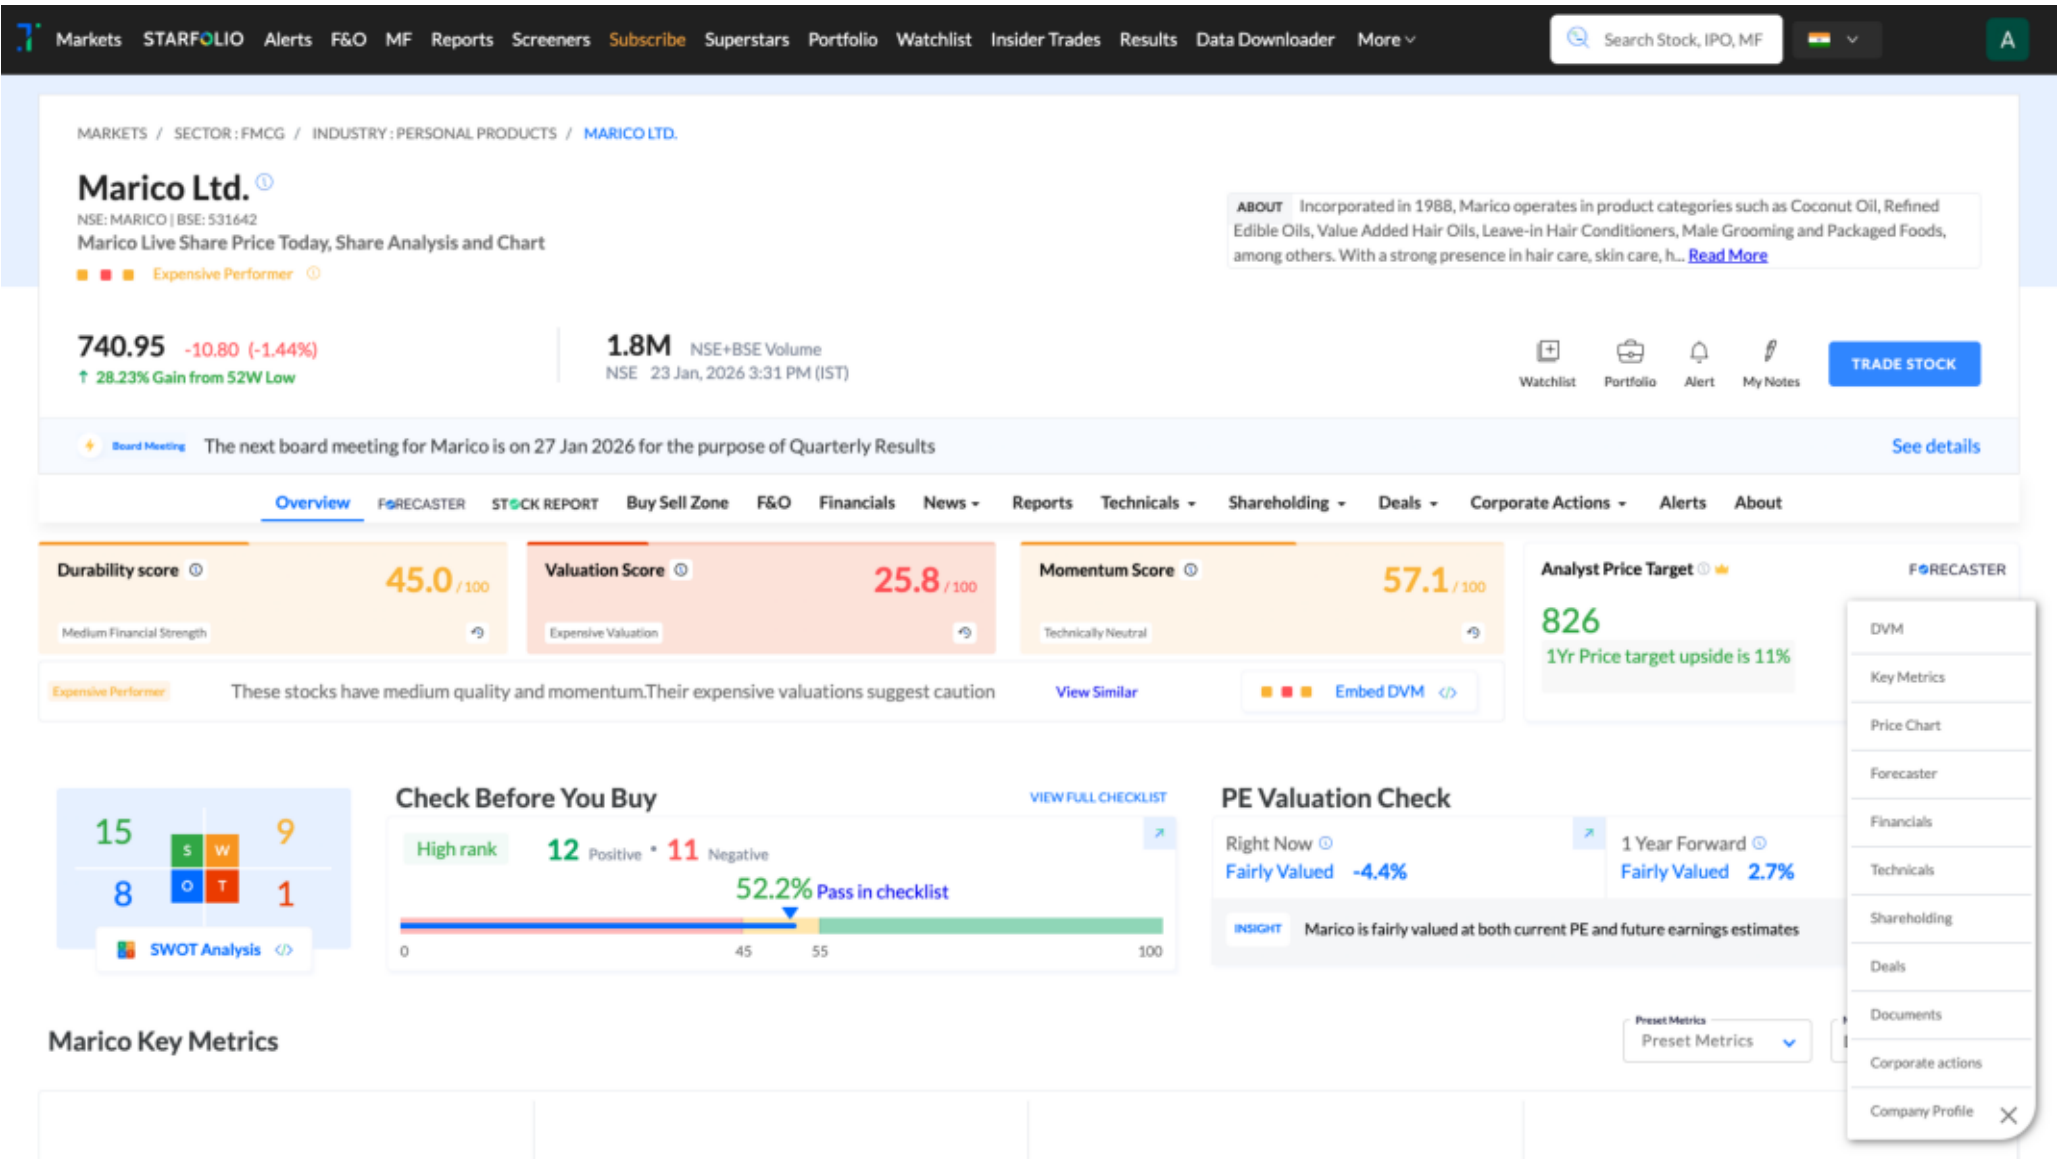 Markets STARFOLIO Alerts F&O MF Reports Screeners Subscribe Superstars Portfolio Watchlist Insider Trades Results Data Downloader More Search Stock, IPO, MF A
MARKETS / SECTOR : FMCG / INDUSTRY : PERSONAL PRODUCTS / MARICO LTD.
Marico Ltd.
NSE: MARICO | BSE: 531642
Marico Live Share Price Today, Share Analysis and Chart
Expensive Performer
ABOUT Incorporated in 1988, Marico operates in product categories such as Coconut Oil, Refined
Edible Oils, Value Added Hair Oils, Leave-in Hair Conditioners, Male Grooming and Packaged Foods,
among others. With a strong presence in hair care, skin care, h... Read More
740.95 -10.80 (-1.44%)
↑ 28.23% Gain from 52W Low
1.8M NSE+BSE Volume
NSE 23 Jan, 2026 3:31 PM (IST)
Watchlist Portfolio Alert My Notes TRADE STOCK
Board Meeting The next board meeting for Marico is on 27 Jan 2026 for the purpose of Quarterly Results See details
Overview FORECASTER STOCK REPORT Buy Sell Zone F&O Financials News Reports Technicals Shareholding Deals Corporate Actions Alerts About
Durability score 45.0 / 100
Medium Financial Strength
Valuation Score 25.8 / 100
Expensive Valuation
Momentum Score 57.1 / 100
Technically Neutral
Analyst Price Target FORECASTER
826
1Yr Price target upside is 11%
Expensive Performer These stocks have medium quality and momentum.Their expensive valuations suggest caution View Similar Embed DVM </>
15 S W 9
8 O T 1
SWOT Analysis </>
Check Before You Buy VIEW FULL CHECKLIST
High rank 12 Positive • 11 Negative
52.2% Pass in checklist
0 45 55 100
PE Valuation Check
Right Now
Fairly Valued -4.4%
1 Year Forward
Fairly Valued 2.7%
INSIGHT Marico is fairly valued at both current PE and future earnings estimates
Marico Key Metrics
Preset Metrics
Preset Metrics
DVM
Key Metrics
Price Chart
Forecaster
Financials
Technicals
Shareholding
Deals
Documents
Corporate actions
Company Profile